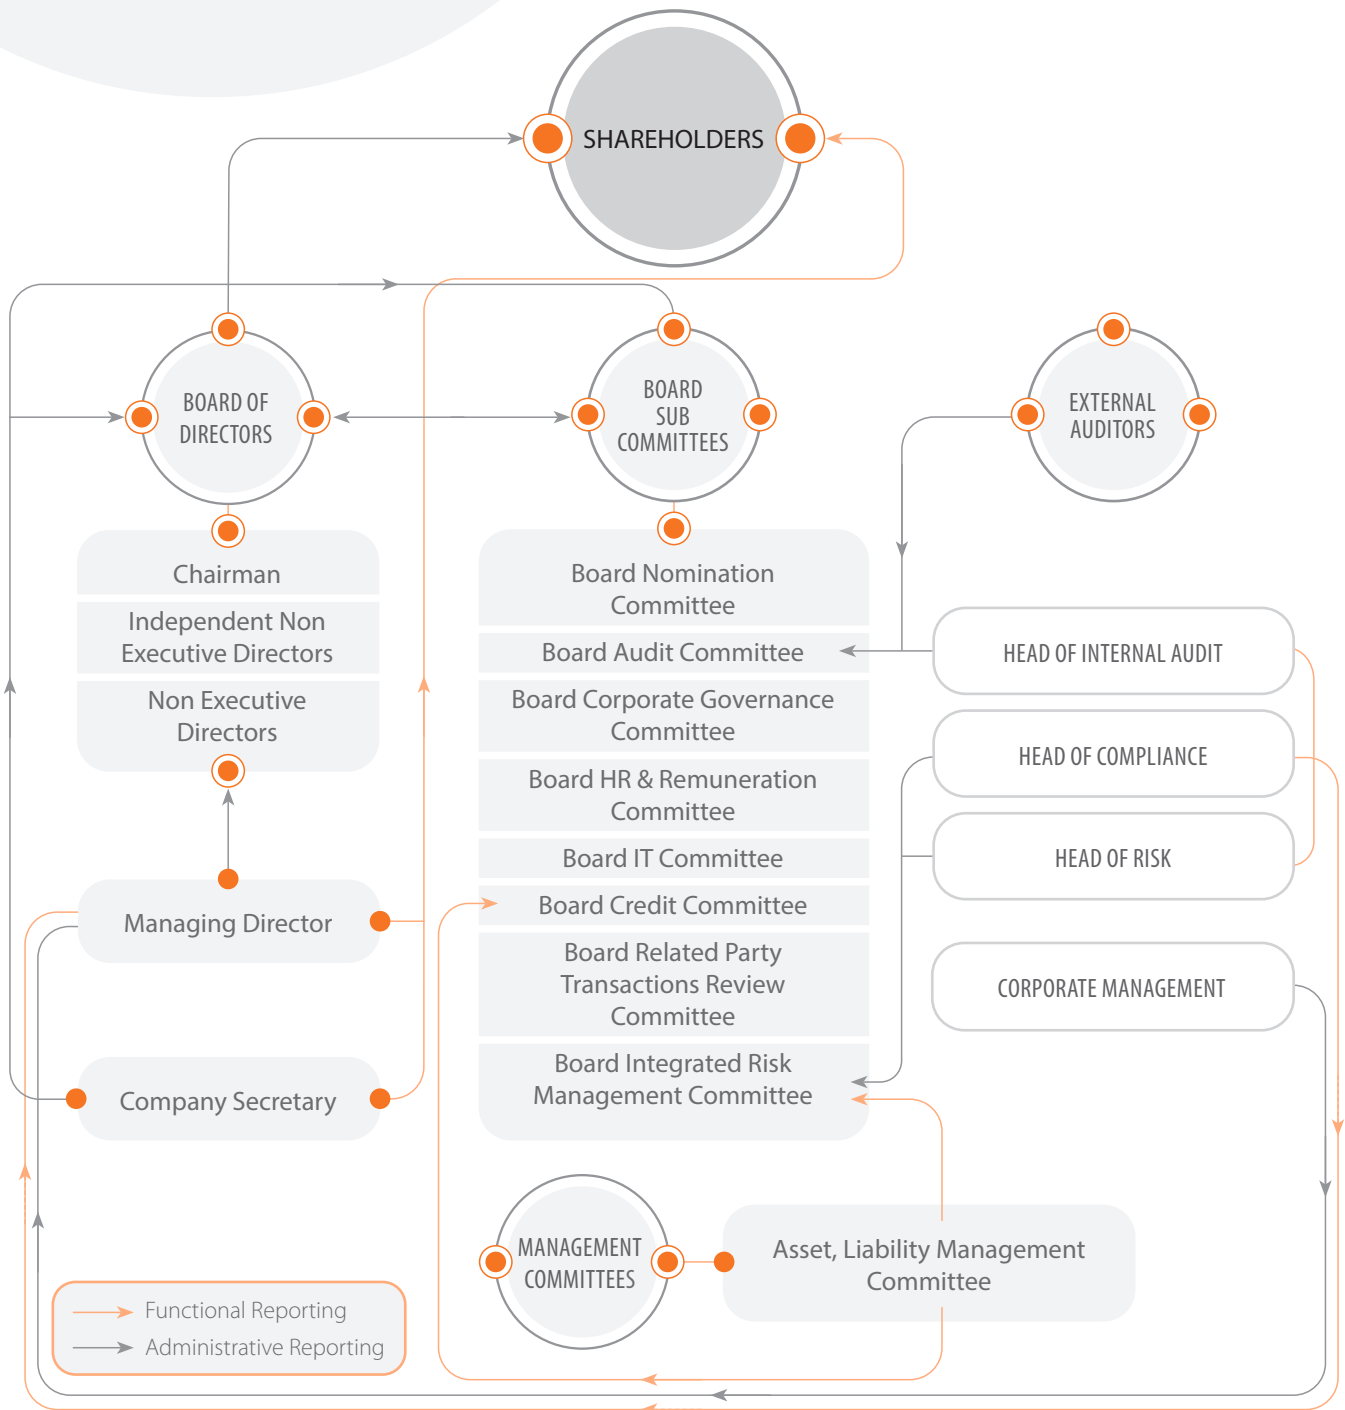 SHAREHOLDERS
BOARD OF
DIRECTORS
BOARD
SUB
COMMITTEES
EXTERNAL
AUDITORS
Chairman
Independent Non
Executive Directors
Non Executive
Directors
Managing Director
Company Secretary
Board Nomination
Committee
Board Audit Committee
Board Corporate Governance
Committee
Board HR & Remuneration
Committee
Board IT Committee
Board Credit Committee
Board Related Party
Transactions Review
Committee
Board Integrated Risk
Management Committee
HEAD OF INTERNAL AUDIT
HEAD OF COMPLIANCE
HEAD OF RISK
CORPORATE MANAGEMENT
MANAGEMENT
COMMITTEES
Asset, Liability Management
Committee
Functional Reporting
Administrative Reporting